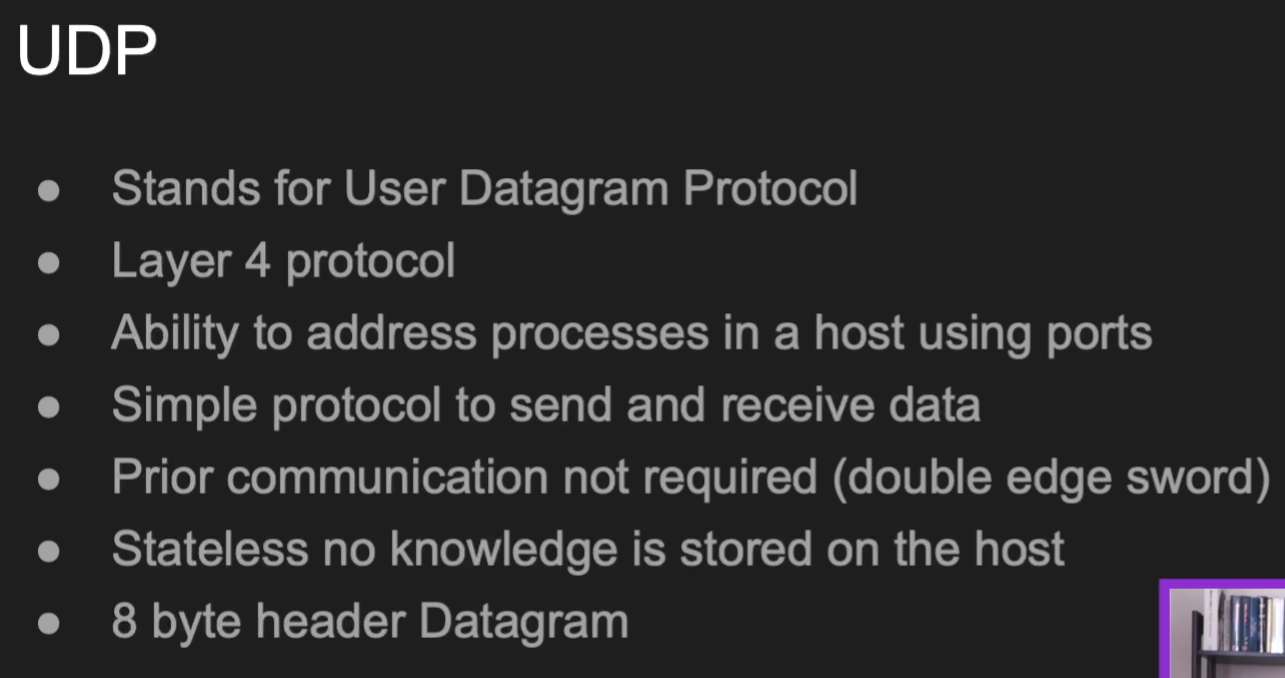 UDP
● Stands for User Datagram Protocol
● Layer 4 protocol
● Ability to address processes in a host using ports
● Simple protocol to send and receive data
● Prior communication not required (double edge sword)
● Stateless no knowledge is stored on the host
● 8 byte header Datagram